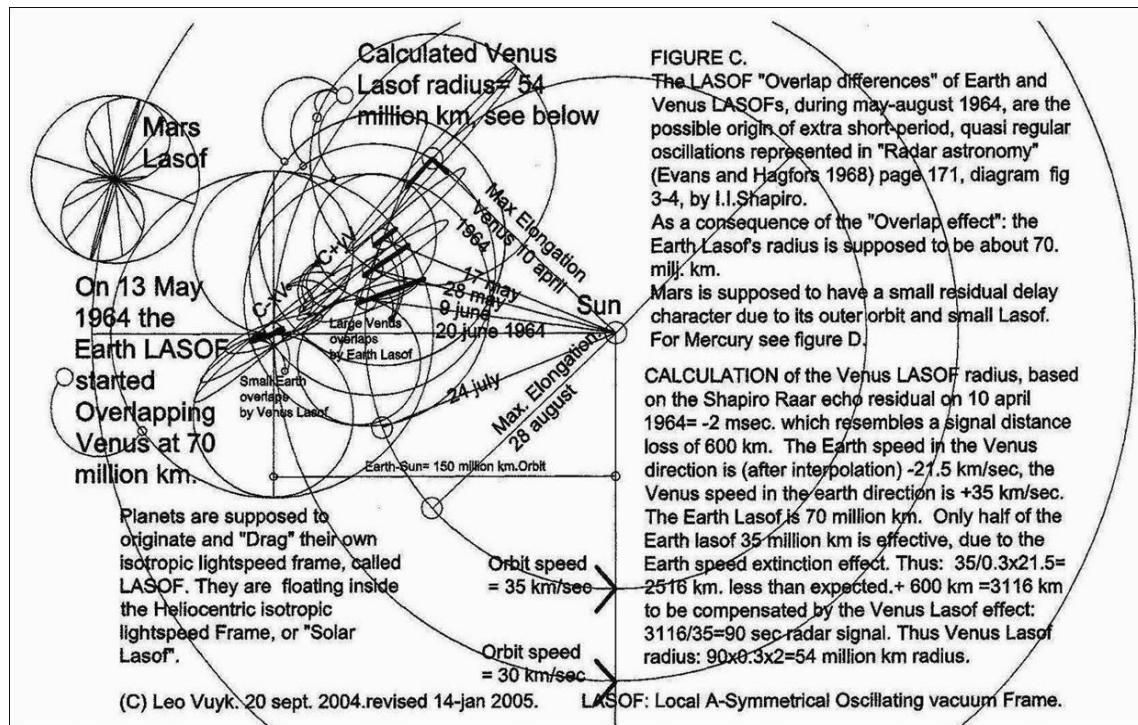 Calculated Venus
Lasof radius= 54
million km, see below
Mars
Lasof
On 13 May
1964 the
Earth LASOF
started
Overlapping
Venus at 70
million km.
C+V
C-V
Large Venus
overlaps
by Earth Lasof
Small Earth
overlaps
by Venus Lasof
Max Elongation
Venus 10 april
1964
17 may
28 may
9 june
20 june 1964
Sun
24 july
Max. Elongation
28 august
Earth-Sun= 150 million km.Orbit
Planets are supposed to
originate and "Drag" their own
isotropic lightspeed frame, called
LASOF. They are floating inside
the Heliocentric isotropic
lightspeed Frame, or "Solar
Lasof".
Orbit speed
= 35 km/sec
Orbit speed
= 30 km/sec
FIGURE C.
The LASOF "Overlap differences" of Earth and
Venus LASOFs, during may-august 1964, are the
possible origin of extra short-period, quasi regular
oscillations represented in "Radar astronomy"
(Evans and Hagfors 1968) page 171, diagram fig
3-4, by I.I.Shapiro.
As a consequence of the "Overlap effect": the
Earth Lasof's radius is supposed to be about 70.
milj. km.
Mars is supposed to have a small residual delay
character due to its outer orbit and small Lasof.
For Mercury see figure D.
CALCULATION of the Venus LASOF radius, based
on the Shapiro Raar echo residual on 10 april
1964= -2 msec. which resembles a signal distance
loss of 600 km. The Earth speed in the Venus
direction is (after interpolation) -21.5 km/sec, the
Venus speed in the earth direction is +35 km/sec.
The Earth Lasof is 70 million km. Only half of the
Earth lasof 35 million km is effective, due to the
Earth speed extinction effect. Thus: 35/0.3x21.5=
2516 km. less than expected.+ 600 km =3116 km
to be compensated by the Venus Lasof effect:
3116/35=90 sec radar signal. Thus Venus Lasof
radius: 90x0.3x2=54 million km radius.
(C) Leo Vuyk. 20 sept. 2004.revised 14-jan 2005.
LASOF: Local A-Symmetrical Oscillating vacuum Frame.